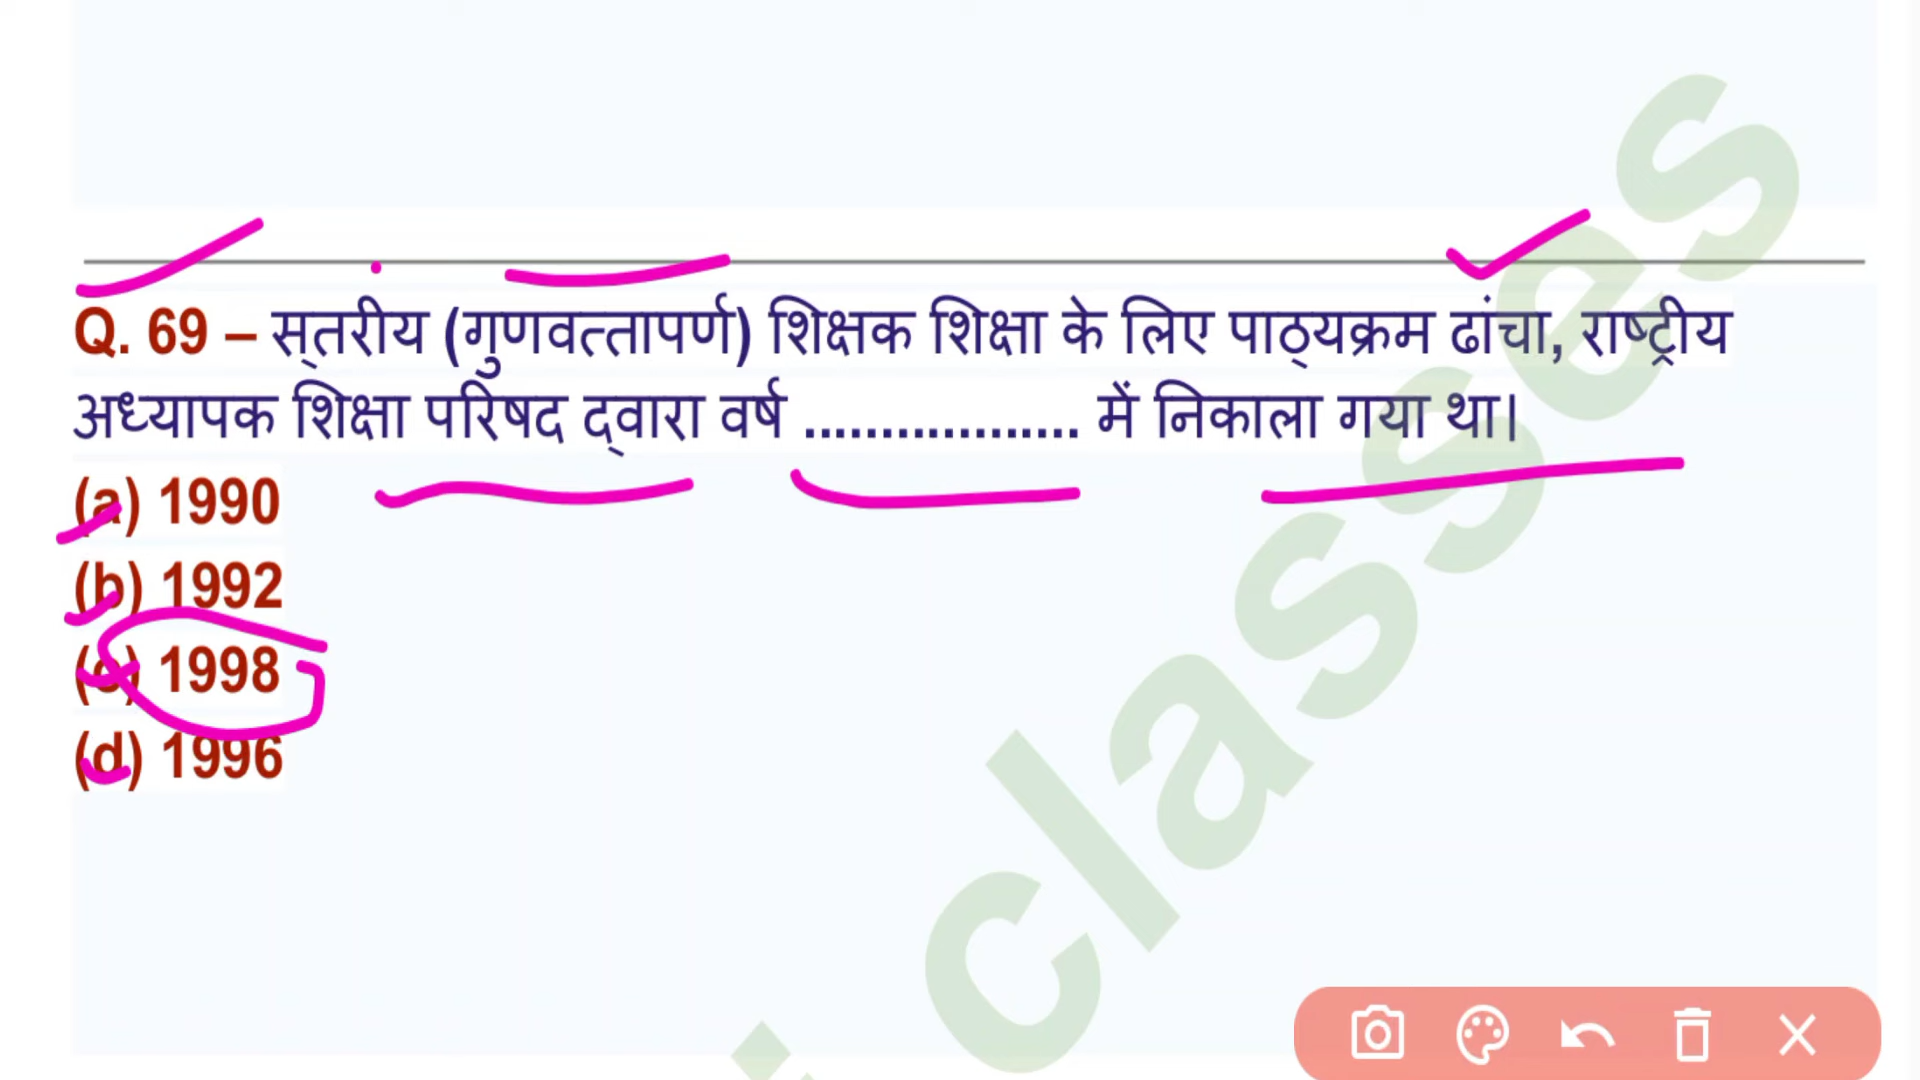 Q. 69 – स्तरीय (गुणवत्तापर्ण) शिक्षक शिक्षा के लिए पाठ्यक्रम ढांचा, राष्ट्रीय
अध्यापक शिक्षा परिषद द्वारा वर्ष .................. में निकाला गया था|
(a) 1990
(b) 1992
(c) 1998
(d) 1996
classes